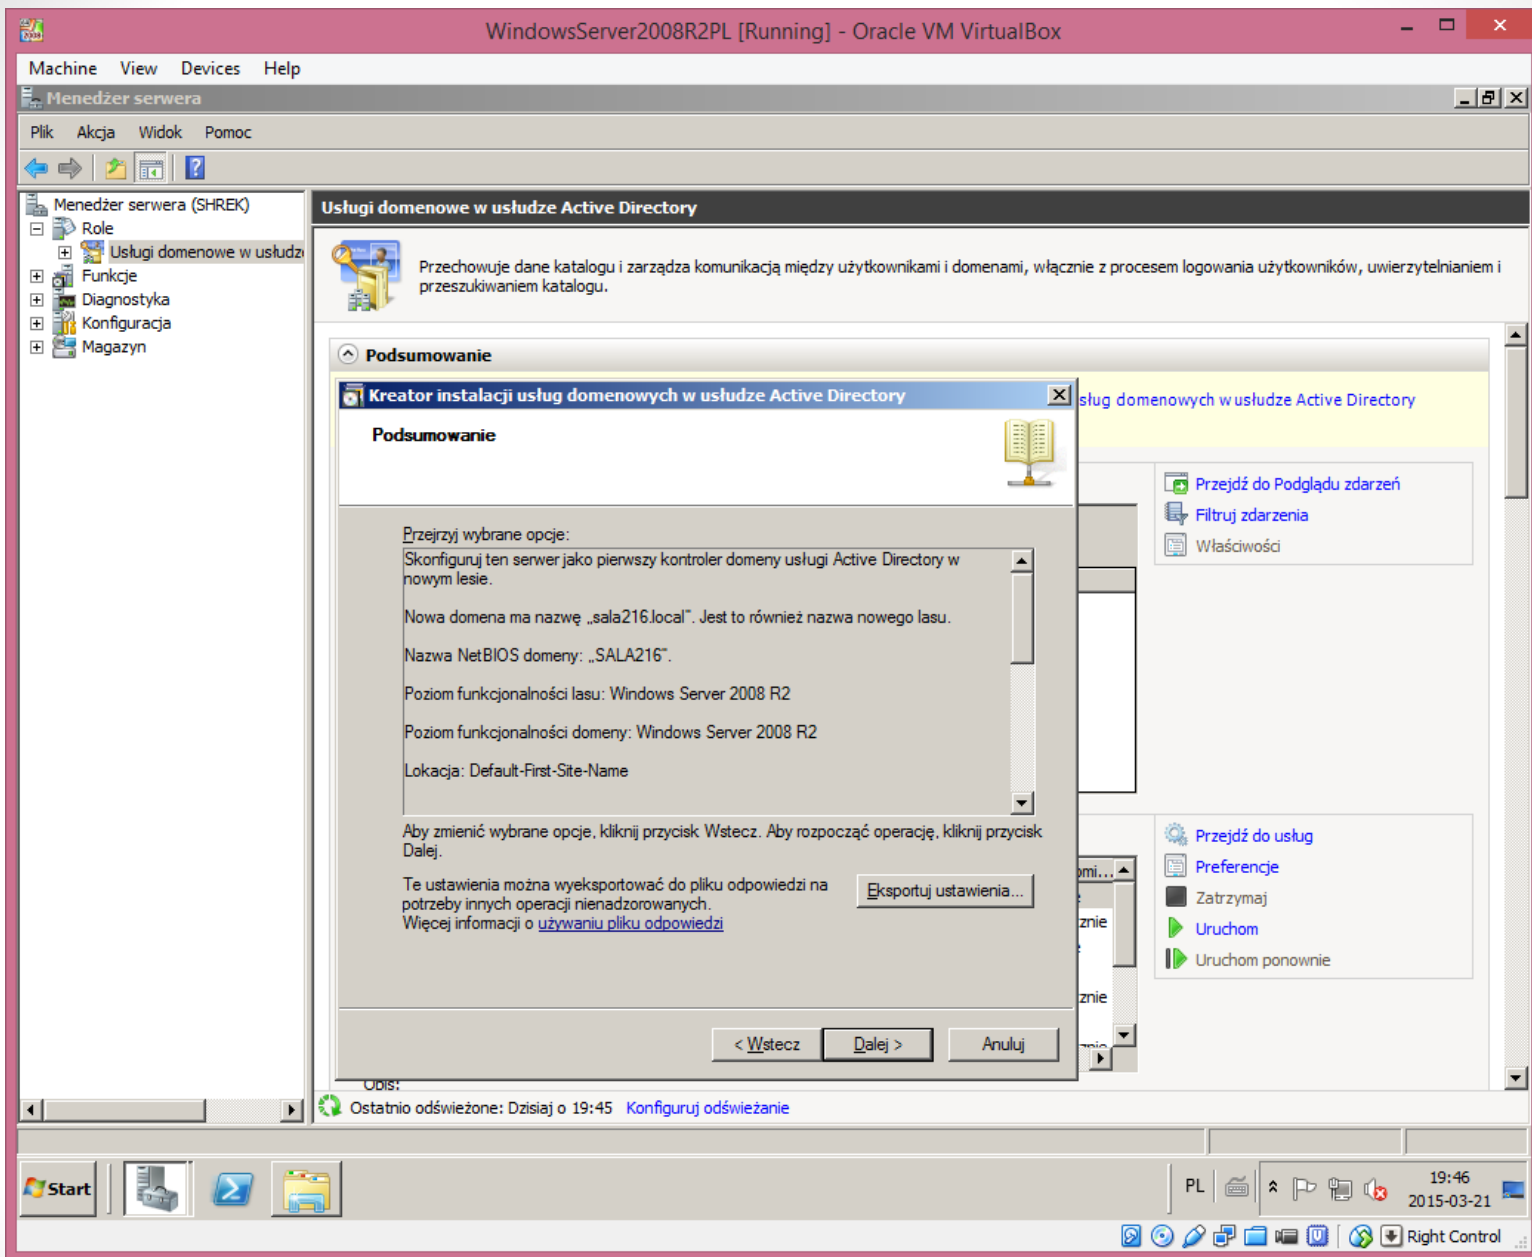 WindowsServer2008R2PL [Running] - Oracle VM VirtualBox
Machine View Devices Help
Menedżer serwera
Plik Akcja Widok Pomoc
Menedżer serwera (SHREK)
Role
Usługi domenowe w usłudz
Funkcje
Diagnostyka
Konfiguracja
Magazyn
Usługi domenowe w usłudze Active Directory
Przechowuje dane katalogu i zarządza komunikacją między użytkownikami i domenami, włącznie z procesem logowania użytkowników, uwierzytelnianiem i
przeszukiwaniem katalogu.
Podsumowanie
sług domenowych w usłudze Active Directory
Przejdź do Podglądu zdarzeń
Filtruj zdarzenia
Właściwości
Kreator instalacji usług domenowych w usłudze Active Directory
Podsumowanie
Przejrzyj wybrane opcje:
Skonfiguruj ten serwer jako pierwszy kontroler domeny usługi Active Directory w
nowym lesie.
Nowa domena ma nazwę „sala216.local”. Jest to również nazwa nowego lasu.
Nazwa NetBIOS domeny: „SALA216”.
Poziom funkcjonalności lasu: Windows Server 2008 R2
Poziom funkcjonalności domeny: Windows Server 2008 R2
Lokacja: Default-First-Site-Name
Aby zmienić wybrane opcje, kliknij przycisk Wstecz. Aby rozpocząć operację, kliknij przycisk
Dalej.
Te ustawienia można wyeksportować do pliku odpowiedzi na
potrzeby innych operacji nienadzorowanych.
Więcej informacji o używaniu pliku odpowiedzi
Eksportuj ustawienia...
< Wstecz
Dalej >
Anuluj
omi...
znie
znie
Przejdź do usług
Preferencje
Zatrzymaj
Uruchom
Uruchom ponownie
Opis:
Ostatnio odświeżone: Dzisiaj o 19:45 Konfiguruj odświeżanie
Start
PL
19:46
2015-03-21
Right Control